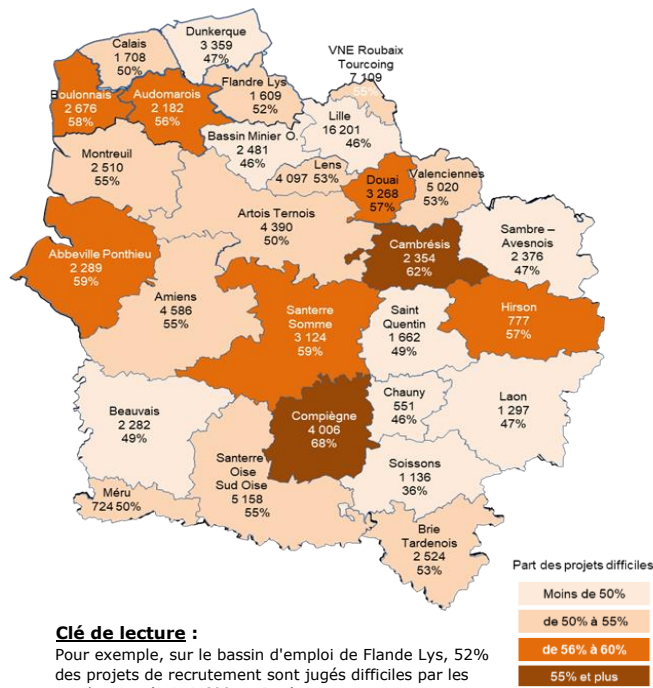 Dunkerque
3 359
47%
Calais
1 708
50%
VNE Roubaix
Tourcoing
7 109
55%
Boulonnais
2 676
58%
Audomarois
2 182
56%
Flandre Lys
1 609
52%
Lille
16 201
46%
Bassin Minier O.
2 481
46%
Montreuil
2 510
55%
Lens
4 097 53%
Douai
3 268
57%
Valenciennes
5 020
53%
Artois Ternois
4 390
50%
Cambrésis
2 354
62%
Sambre –
Avesnois
2 376
47%
Abbeville Ponthieu
2 289
59%
Amiens
4 586
55%
Santerre
Somme
3 124
59%
Saint
Quentin
1 662
49%
Hirson
777
57%
Beauvais
2 282
49%
Compiègne
4 006
68%
Chauny
551
46%
Laon
1 297
47%
Santerre
Oise
Sud Oise
5 158
55%
Soissons
1 136
36%
Méru
724 50%
Brie
Tardenois
2 524
53%
Part des projets difficiles
Moins de 50%
de 50% à 55%
de 56% à 60%
55% et plus
Clé de lecture :
Pour exemple, sur le bassin d'emploi de Flande Lys, 52%
des projets de recrutement sont jugés difficiles par les